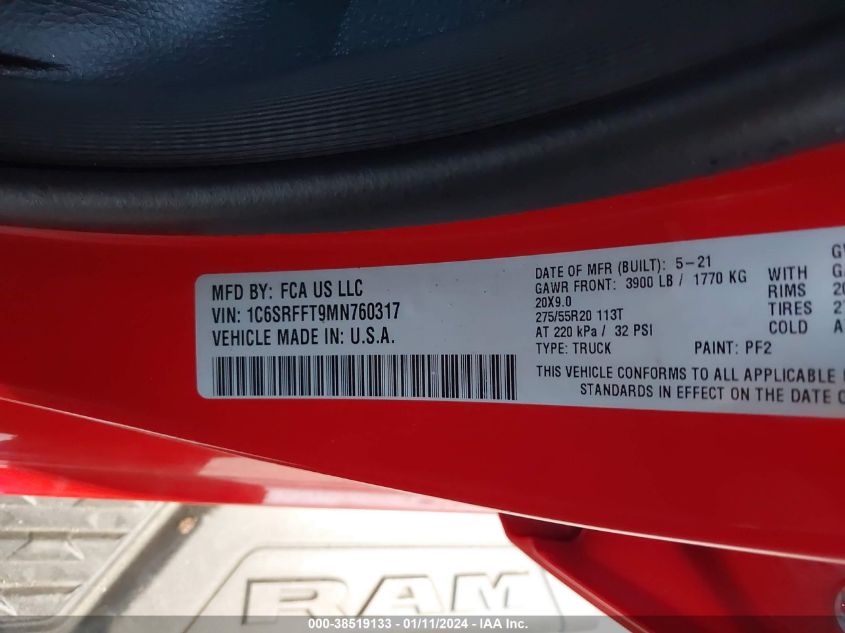 MFD BY: FCA US LLC
VIN: 1C6SRFFT9MN760317
VEHICLE MADE IN: U.S.A.
DATE OF MFR (BUILT): 5-21
GAWR FRONT: 3900 LB / 1770 KG WITH
20X9.0 RIMS
275/55R20 113T TIRES
AT 220 kPa / 32 PSI COLD
TYPE: TRUCK PAINT: PF2
THIS VEHICLE CONFORMS TO ALL APPLICABLE
STANDARDS IN EFFECT ON THE DATE
RAM
000-38519133 - 01/11/2024 - IAA Inc.